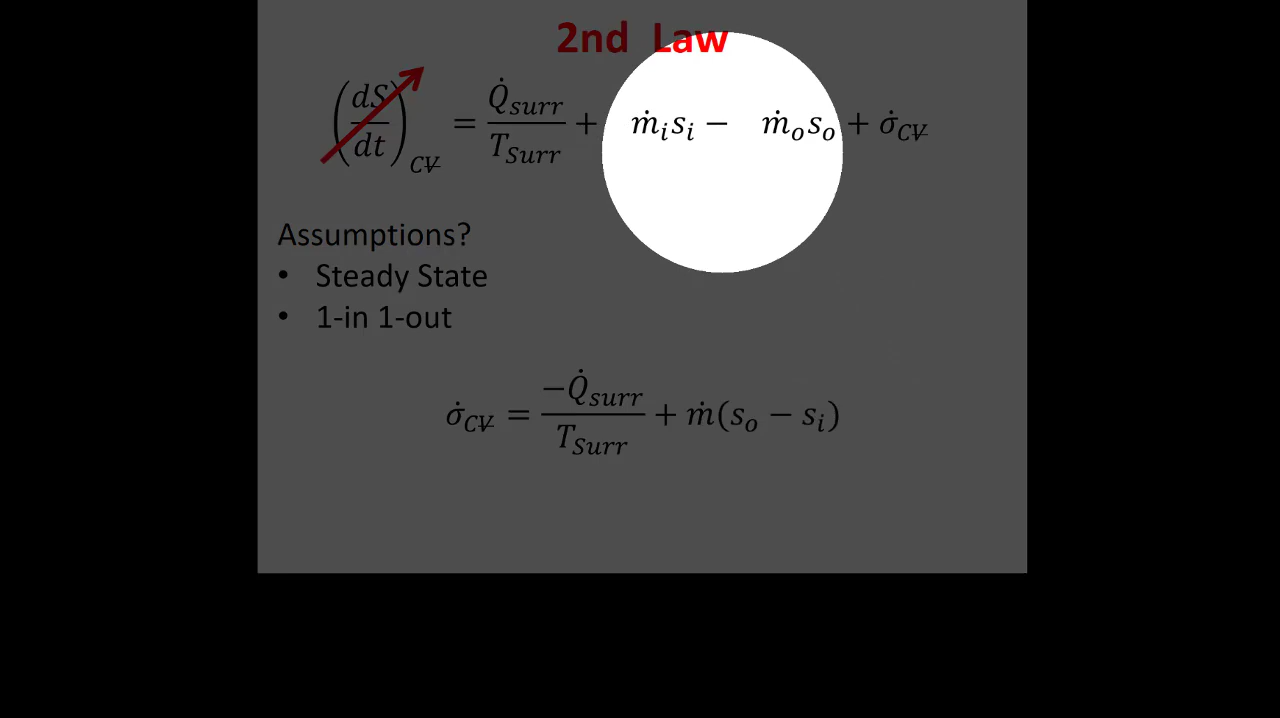 2nd Law
(dS/dt)_CV = Q̇_surr/T_Surr + ṁ_i s_i − ṁ_o s_o + σ̇_CV
Assumptions?
• Steady State
• 1-in 1-out
σ̇_CV = −Q̇_surr/T_Surr + ṁ(s_o − s_i)